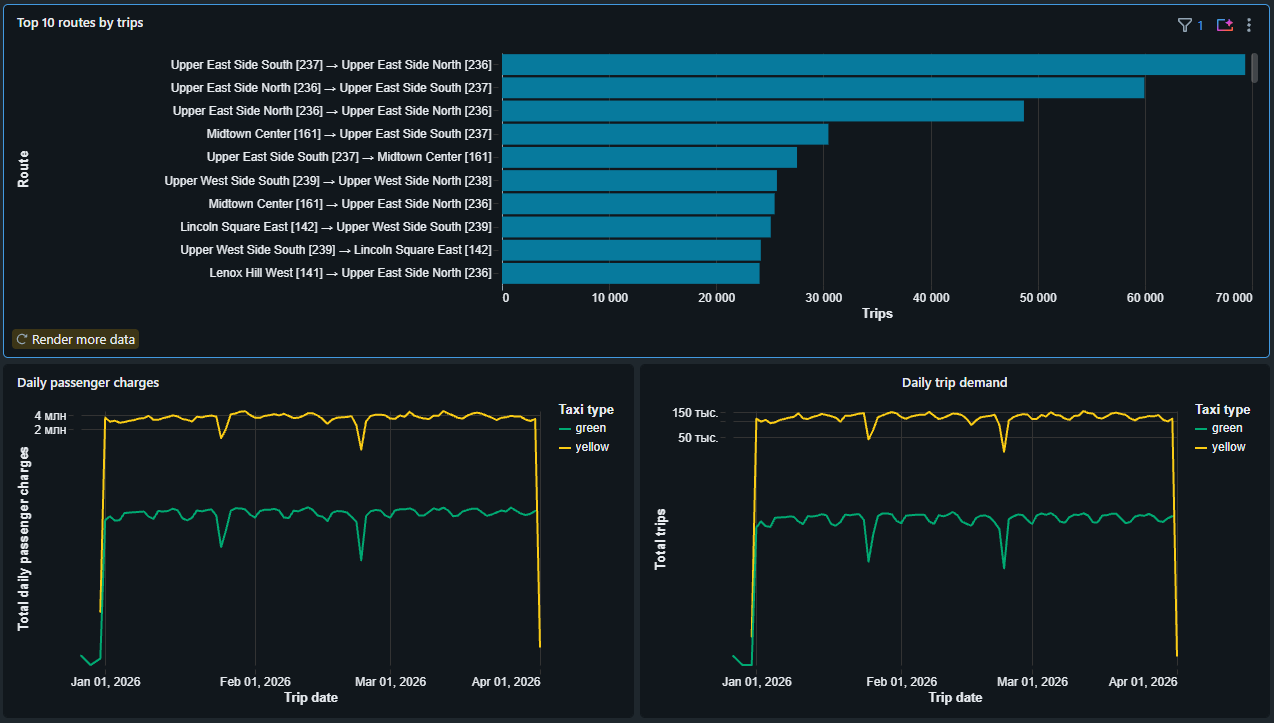 Top 10 routes by trips
1
Route
Upper East Side South [237] → Upper East Side North [236]
Upper East Side North [236] → Upper East Side South [237]
Upper East Side North [236] → Upper East Side North [236]
Midtown Center [161] → Upper East Side South [237]
Upper East Side South [237] → Midtown Center [161]
Upper West Side South [239] → Upper West Side North [238]
Midtown Center [161] → Upper East Side North [236]
Lincoln Square East [142] → Upper West Side South [239]
Upper West Side South [239] → Lincoln Square East [142]
Lenox Hill West [141] → Upper East Side North [236]
0 10 000 20 000 30 000 40 000 50 000 60 000 70 000
Trips
Render more data
Daily passenger charges
Total daily passenger charges
4 млн
2 млн
Jan 01, 2026 Feb 01, 2026 Mar 01, 2026 Apr 01, 2026
Trip date
Taxi type
green
yellow
Daily trip demand
Total trips
150 тыс.
50 тыс.
Jan 01, 2026 Feb 01, 2026 Mar 01, 2026 Apr 01, 2026
Trip date
Taxi type
green
yellow